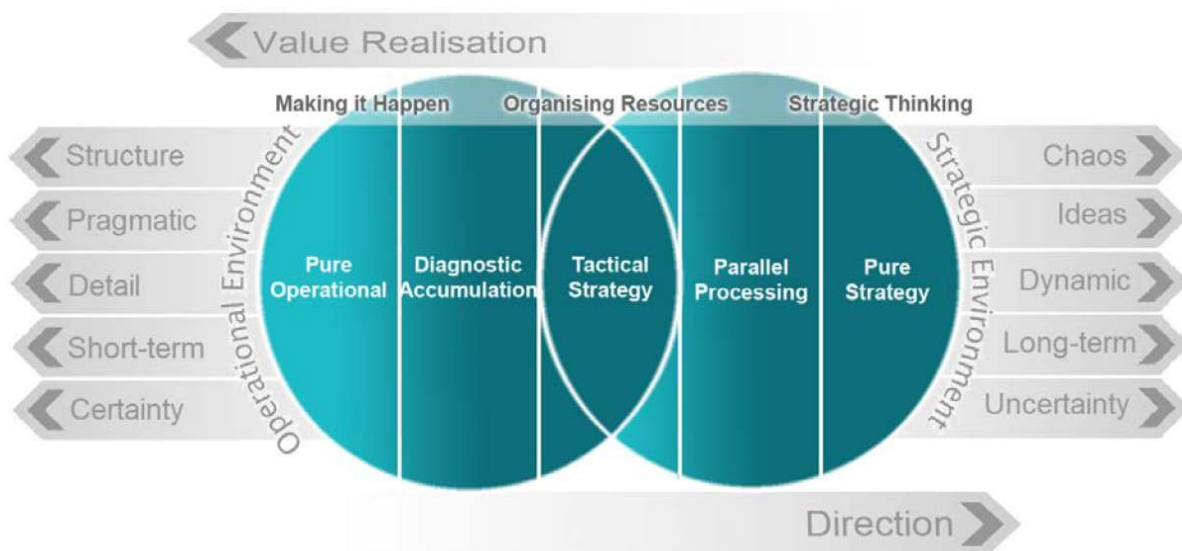 Value Realisation
Making it Happen
Organising Resources
Strategic Thinking
Operational Environment
Strategic Environment
Structure
Pragmatic
Detail
Short-term
Certainty
Pure
Operational
Diagnostic
Accumulation
Tactical
Strategy
Parallel
Processing
Pure
Strategy
Chaos
Ideas
Dynamic
Long-term
Uncertainty
Direction